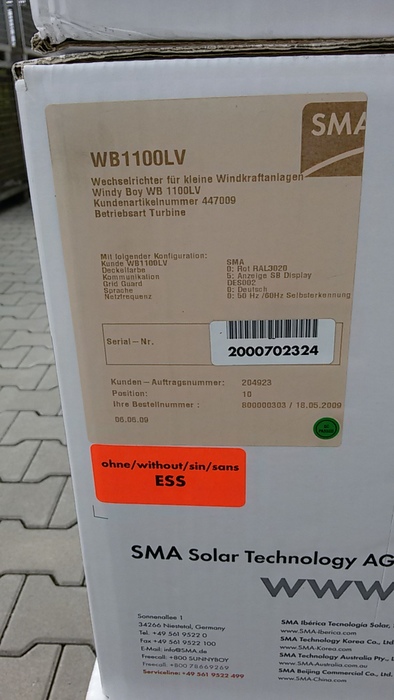 SMA
WB1100LV
Wechselrichter für kleine Windkraftanlagen
Windy Boy WB 1100LV
Kundenartikelnummer 447009
Betriebsart Turbine
Mit folgender Konfiguration:
Kunde WB1100LV SMA
Deckelfarbe 0: Rot RAL3020
Kommunikation 5: Anzeige SB Display
Grid Guard DES002
Sprache 0: Deutsch
Netzfrequenz 0: 50 Hz /60Hz Selbsterkennung
Serial-Nr. 2000702324
Kunden-Auftragsnummer: 204923
Position: 10
Ihre Bestellnummer : 800000303 / 18.05.2009
06.06.09
ohne/without/sin/sans
ESS
SMA Solar Technology AG
www
Sonnenallee 1
34266 Niestetal, Germany
Tel. +49 561 9522 0
Fax +49 561 9522 100
E-Mail: info@SMA.de
Freecall: +800 SUNNYBOY
Freecall: +800 78669269
Serviceline: +49 561 9522 499
SMA Ibérica Tecnología Solar,
www.SMA-Iberica.com
SMA Technology Korea Co., Ltd
www.SMA-Korea.com
SMA Technology Australia Pty., L
www.SMA-Australia.com.au
SMA Beijing Commercial Co., Ltd.
www.SMA-China.com